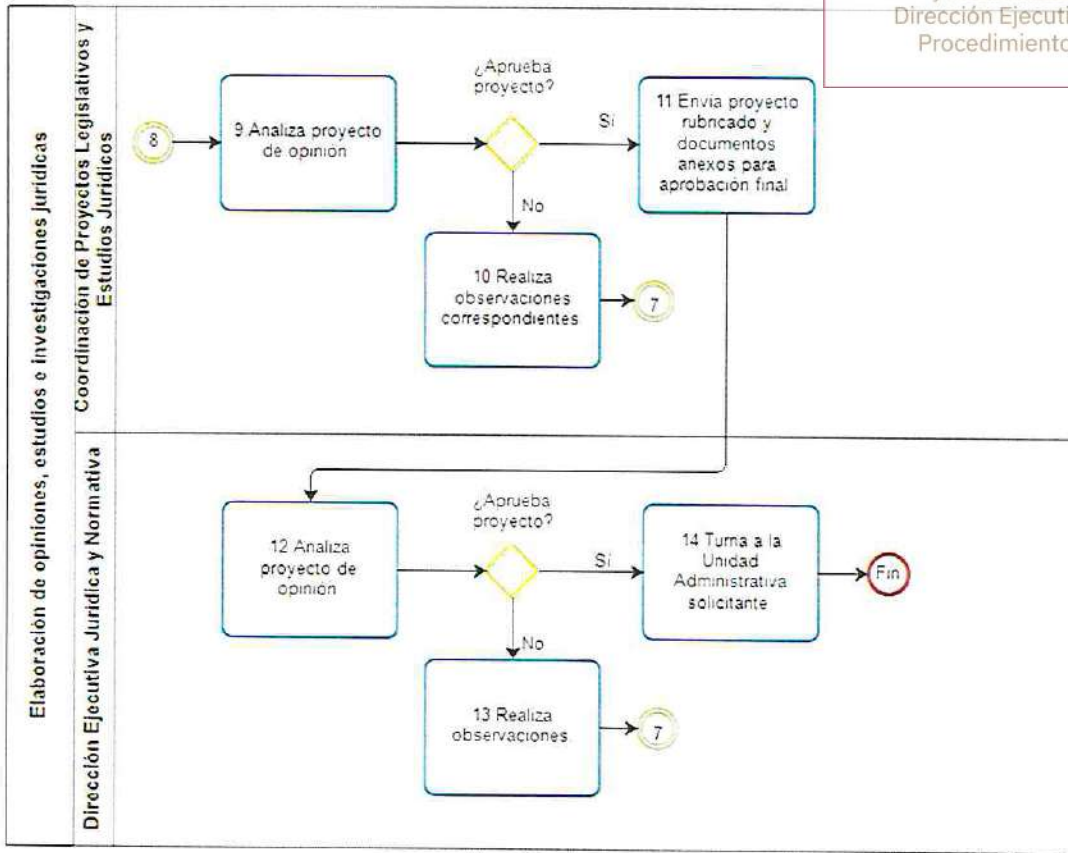 Dirección Ejecuti
Procedimiento
Elaboración de opiniones, estudios e investigaciones jurídicas
Coordinación de Proyectos Legislativos y
Estudios Jurídicos
8
9 Analiza proyecto
de opinión
¿Aprueba
proyecto?
Sí
11 Envía proyecto
rubricado y
documentos
anexos para
aprobación final
No
10 Realiza
observaciones
correspondientes
7
Dirección Ejecutiva Jurídica y Normativa
12 Analiza
proyecto de
opinión
¿Aprueba
proyecto?
Sí
14 Turna a la
Unidad
Administrativa
solicitante
Fin
No
13 Realiza
observaciones
7